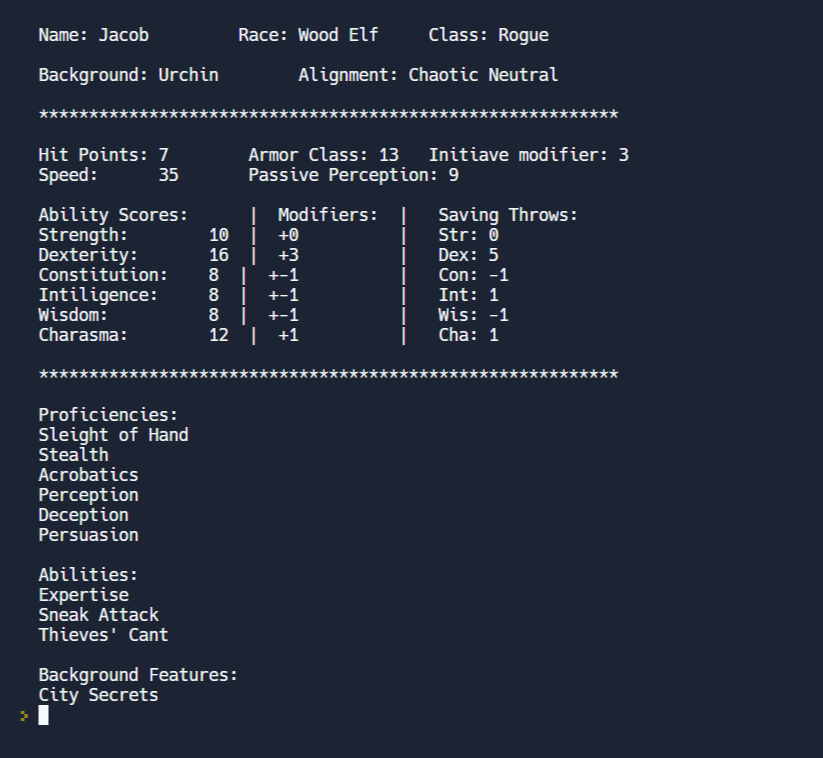 Name: Jacob         Race: Wood Elf     Class: Rogue
Background: Urchin        Alignment: Chaotic Neutral
**********************************************************
Hit Points: 7        Armor Class: 13   Initiave modifier: 3
Speed:      35       Passive Perception: 9
Ability Scores:      |  Modifiers:  |   Saving Throws:
Strength:        10  |  +0          |   Str: 0
Dexterity:       16  |  +3          |   Dex: 5
Constitution:    8  |  +-1          |   Con: -1
Intiligence:     8  |  +-1          |   Int: 1
Wisdom:          8  |  +-1          |   Wis: -1
Charasma:        12  |  +1          |   Cha: 1
**********************************************************
Proficiencies:
Sleight of Hand
Stealth
Acrobatics
Perception
Deception
Persuasion
Abilities:
Expertise
Sneak Attack
Thieves' Cant
Background Features:
City Secrets
>